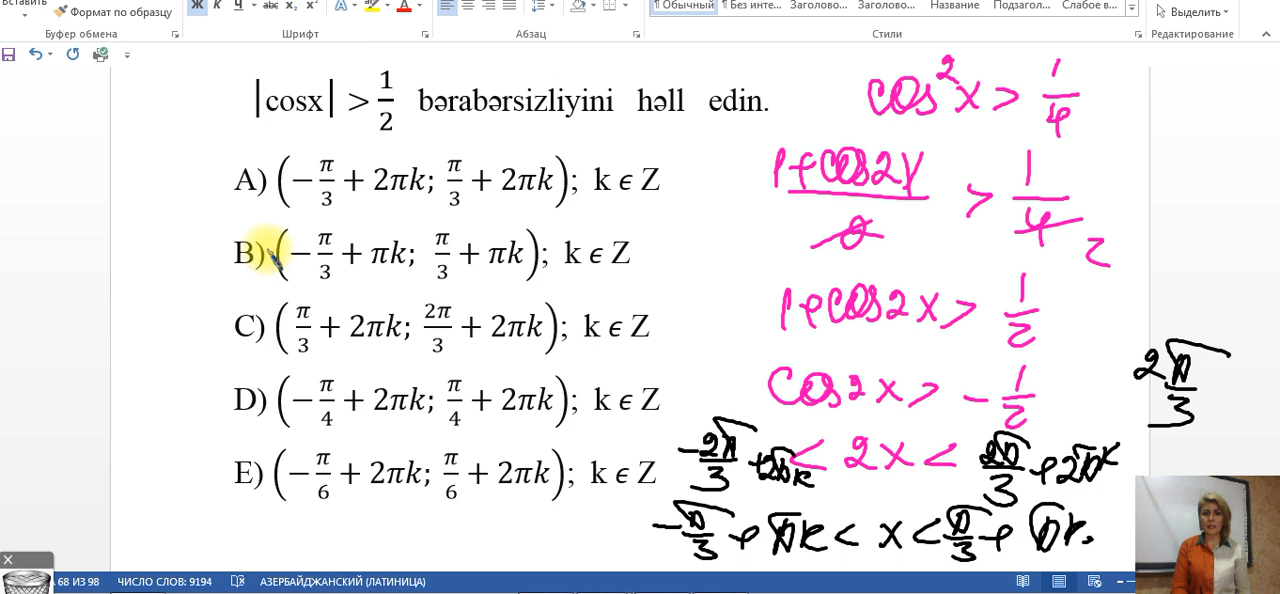 Вставить
Формат по образцу
Ж К Ч abc x₂ x²
¶ Обычный ¶ Без инте... Заголово... Заголово... Название Подзагол... Слабое в...
Выделить
Буфер обмена Шрифт Абзац Стили Редактирование
|cosx| > 1/2 bərabərsizliyini həll edin.
A) (−π/3 + 2πk; π/3 + 2πk); k ϵ Z
B) (−π/3 + πk; π/3 + πk); k ϵ Z
C) (π/3 + 2πk; 2π/3 + 2πk); k ϵ Z
D) (−π/4 + 2πk; π/4 + 2πk); k ϵ Z
E) (−π/6 + 2πk; π/6 + 2πk); k ϵ Z
cos²x > 1/4
> 1/4 2
1+cos2x > 1/2
cos2x > −1/2
2π/3
−2π/3 + 2πk < 2x < 2π/3 + 2πk
−π/3 + πk < x < π/3 + πk.
68 ИЗ 98 ЧИСЛО СЛОВ: 9194 АЗЕРБАЙДЖАНСКИЙ (ЛАТИНИЦА)